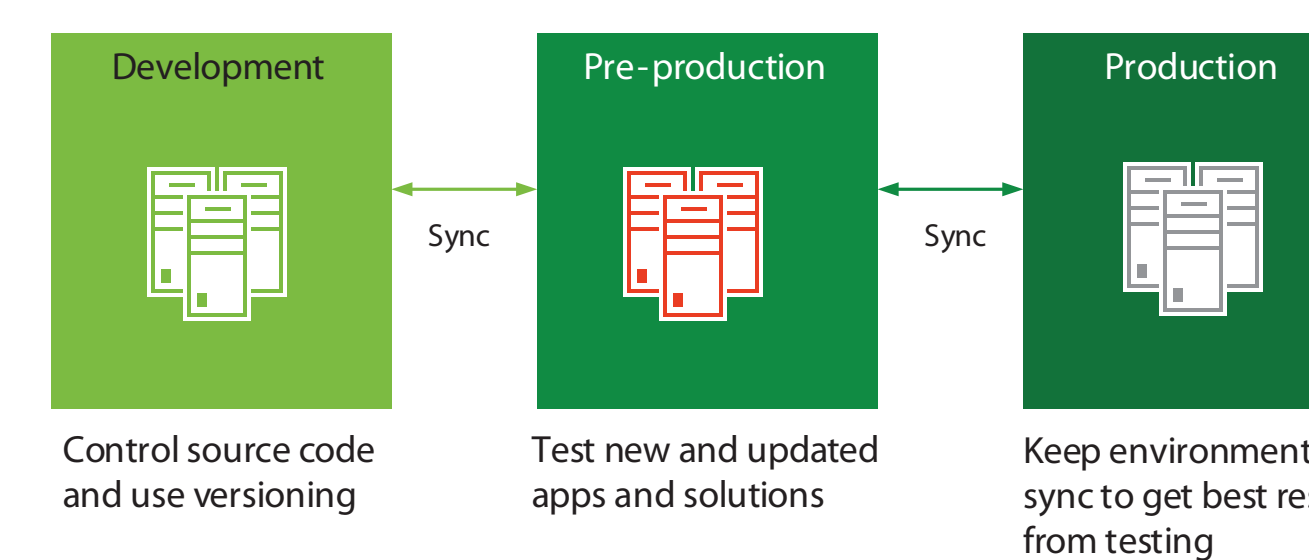 Development
Pre-production
Production
Sync
Sync
Control source code
and use versioning
Test new and updated
apps and solutions
Keep environment
sync to get best
from testing